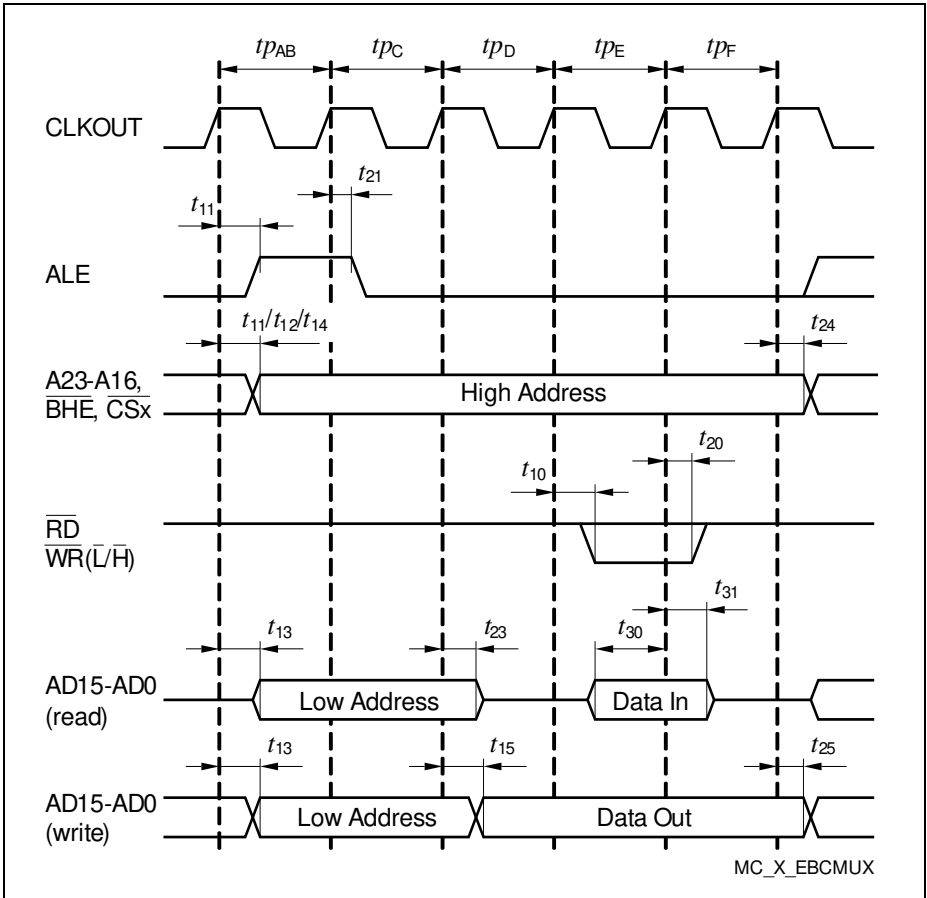 tpAB tpC tpD tpE tpF
CLKOUT
t21
t11
ALE
t11/t12/t14 t24
A23-A16,
BHE, CSx
High Address
t20
t10
RD
WR(L/H)
t31
t13 t23 t30
AD15-AD0
(read)
Low Address Data In
t13 t15 t25
AD15-AD0
(write)
Low Address Data Out
MC_X_EBCMUX